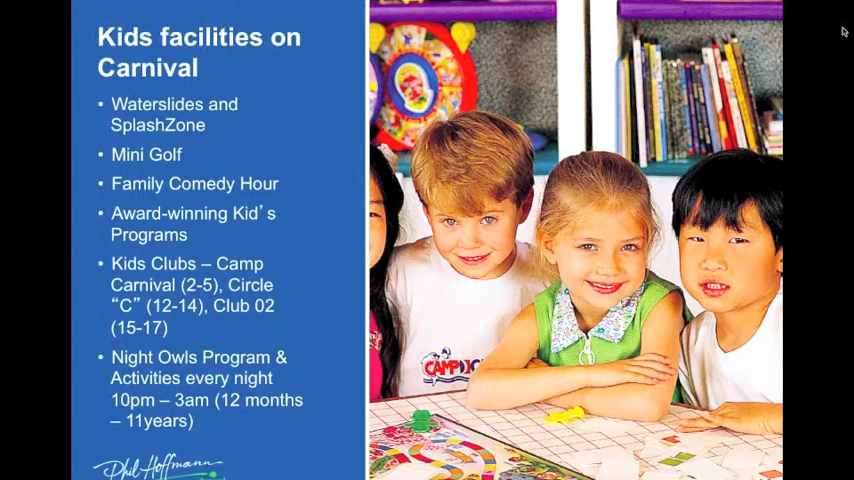 Kids facilities on
Carnival
• Waterslides and
SplashZone
• Mini Golf
• Family Comedy Hour
• Award-winning Kid’s
Programs
• Kids Clubs – Camp
Carnival (2-5), Circle
“C” (12-14), Club 02
(15-17)
• Night Owls Program &
Activities every night
10pm – 3am (12 months
– 11years)
Phil Hoffmann
CAMP